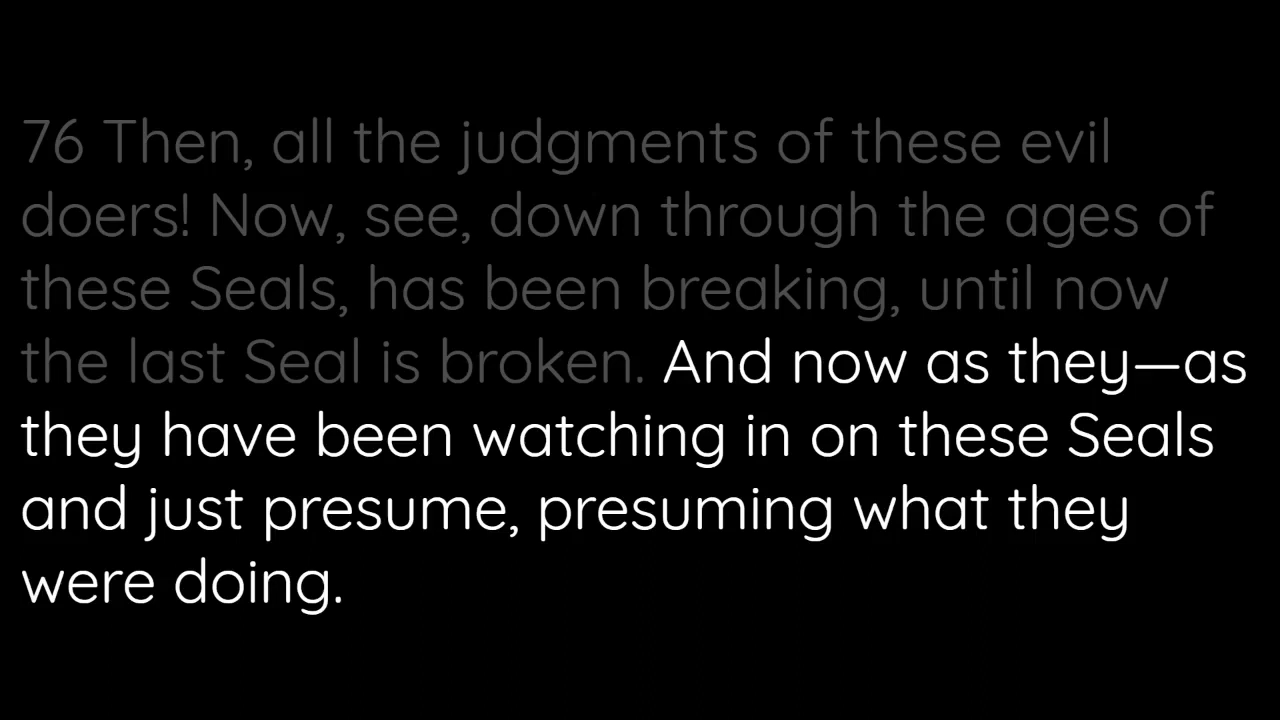 76 Then, all the judgments of these evil
doers! Now, see, down through the ages of
these Seals, has been breaking, until now
the last Seal is broken. And now as they—as
they have been watching in on these Seals
and just presume, presuming what they
were doing.